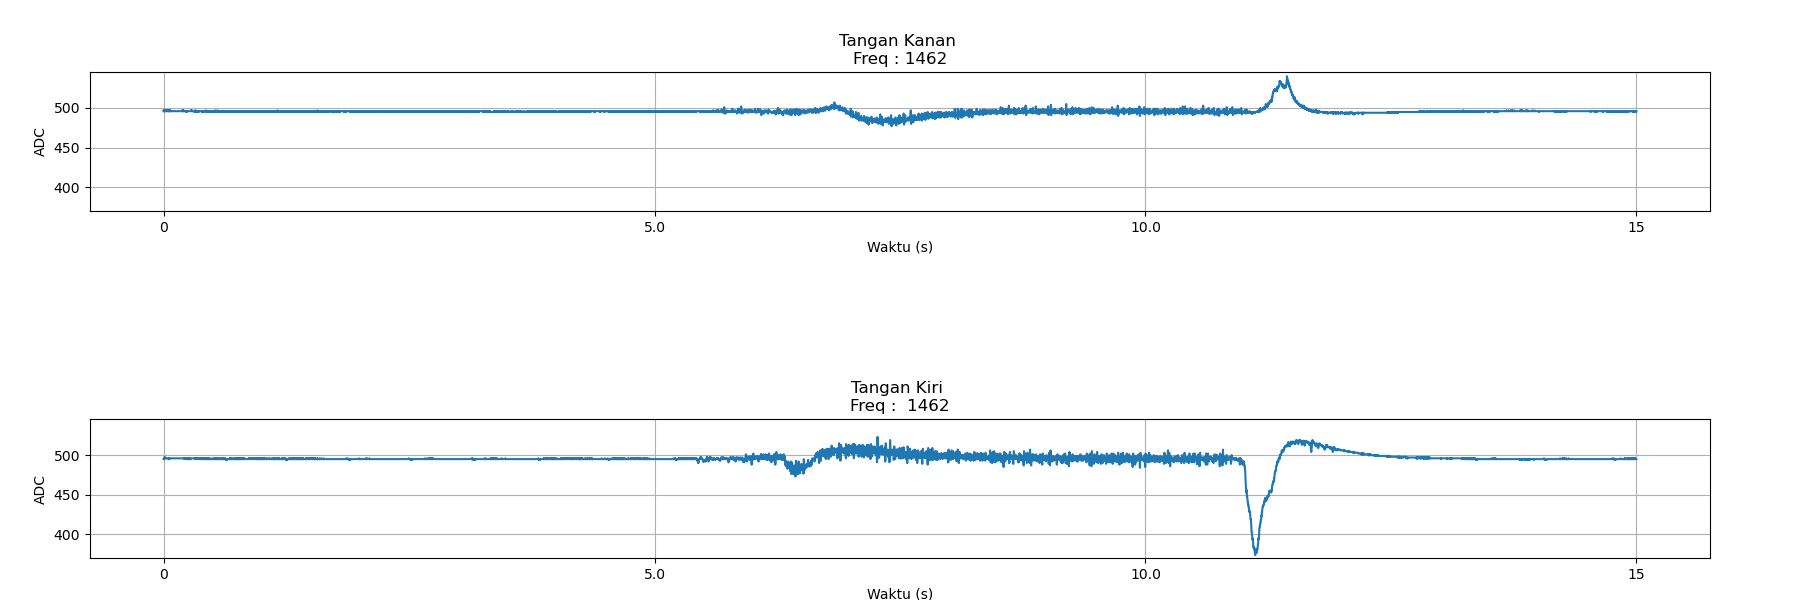 Tangan Kanan
Freq : 1462
500
450
400
ADC
0 5.0 10.0 15
Waktu (s)
Tangan Kiri
Freq :  1462
500
450
400
ADC
0 5.0 10.0 15
Waktu (s)